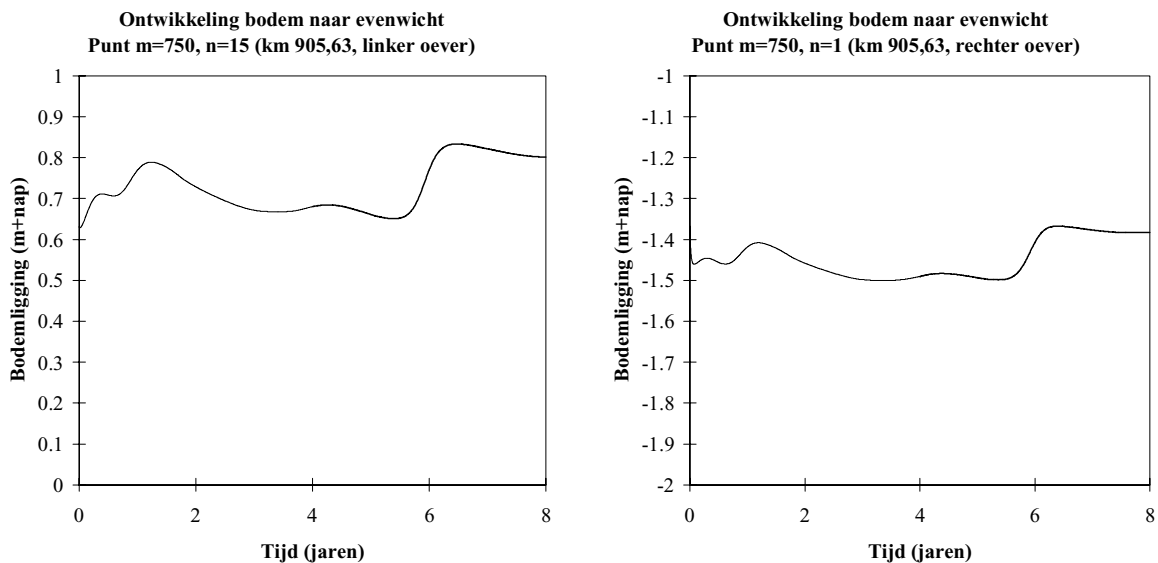 Ontwikkeling bodem naar evenwicht
Punt m=750, n=15 (km 905,63, linker oever)
1
0.9
0.8
0.7
0.6
0.5
0.4
0.3
0.2
0.1
0
Bodemligging (m+nap)
0 2 4 6 8
Tijd (jaren)
Ontwikkeling bodem naar evenwicht
Punt m=750, n=1 (km 905,63, rechter oever)
-1
-1.1
-1.2
-1.3
-1.4
-1.5
-1.6
-1.7
-1.8
-1.9
-2
Bodemligging (m+nap)
0 2 4 6 8
Tijd (jaren)